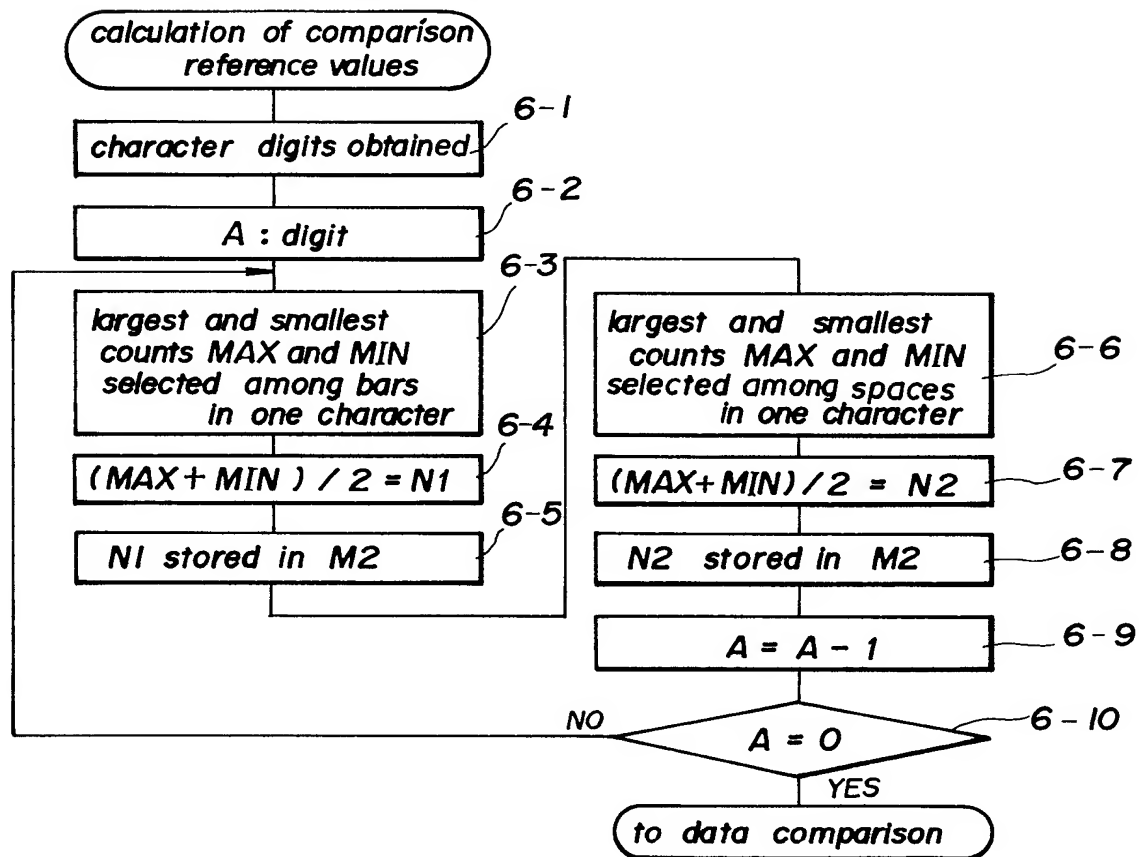 calculation of comparison
reference values
6-1
character digits obtained
6-2
A : digit
6-3
largest and smallest
counts MAX and MIN
selected among bars
in one character
6-4
(MAX + MIN ) / 2 = N1
6-5
N1 stored in M2
largest and smallest
counts MAX and MIN
selected among spaces
in one character
6-6
(MAX+MIN)/2 = N2
6-7
N2 stored in M2
6-8
A = A - 1
6-9
NO
A = 0
6-10
YES
to data comparison